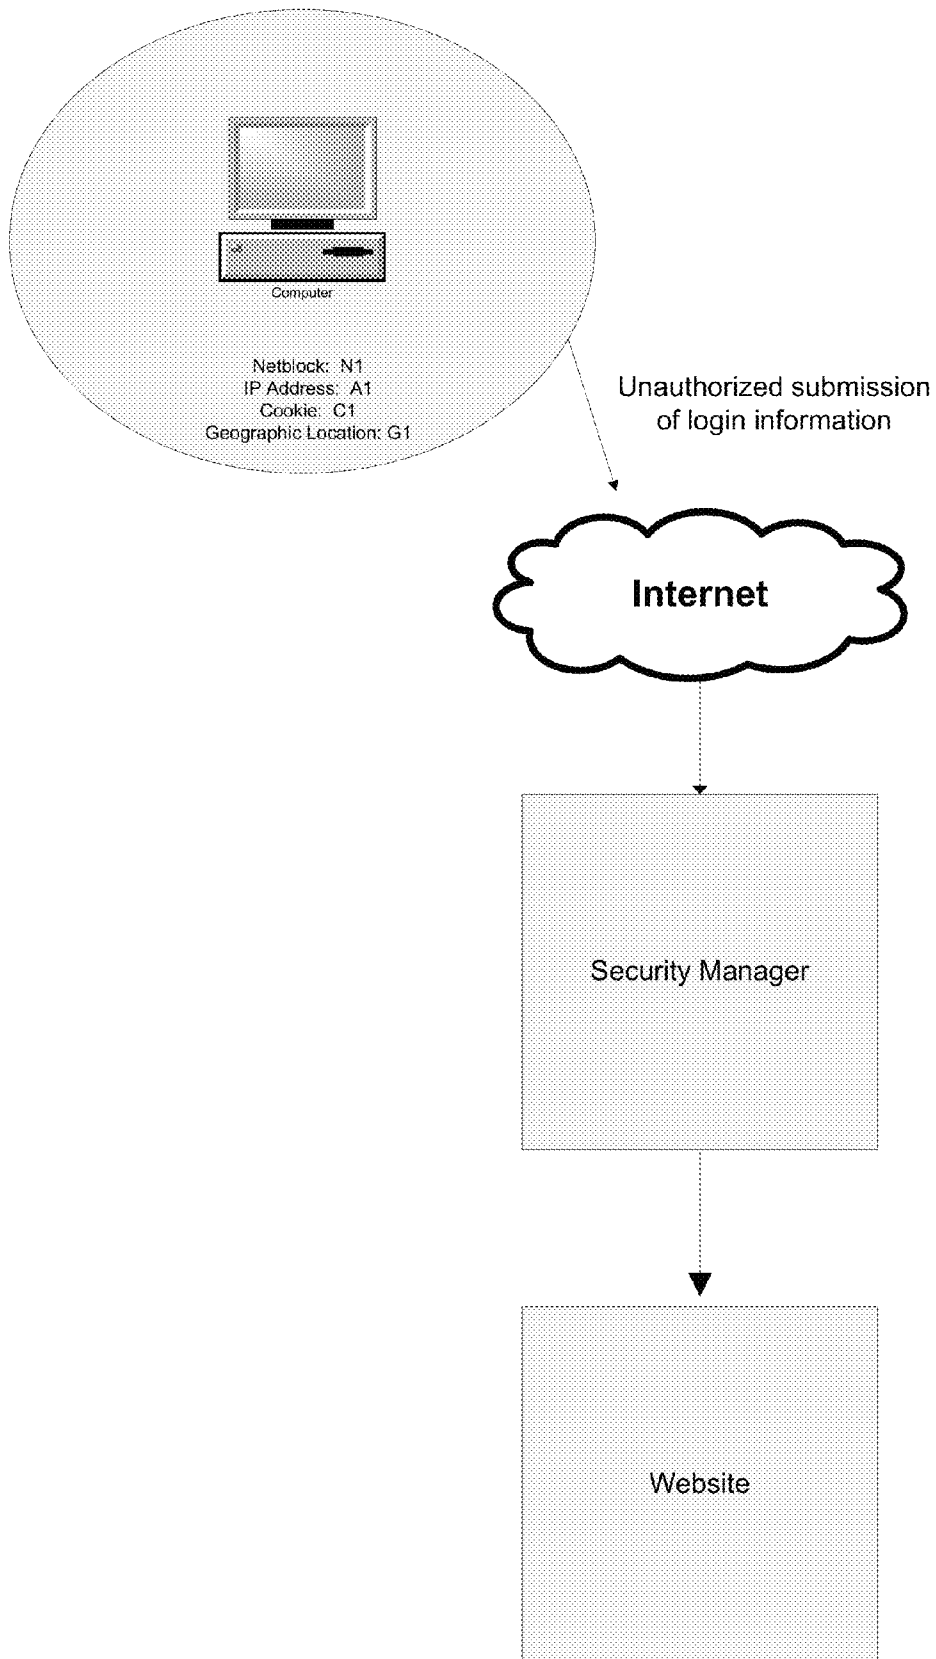 Computer
Netblock: N1
IP Address: A1
Cookie: C1
Geographic Location: G1
Unauthorized submission
of login information
Internet
Security Manager
Website